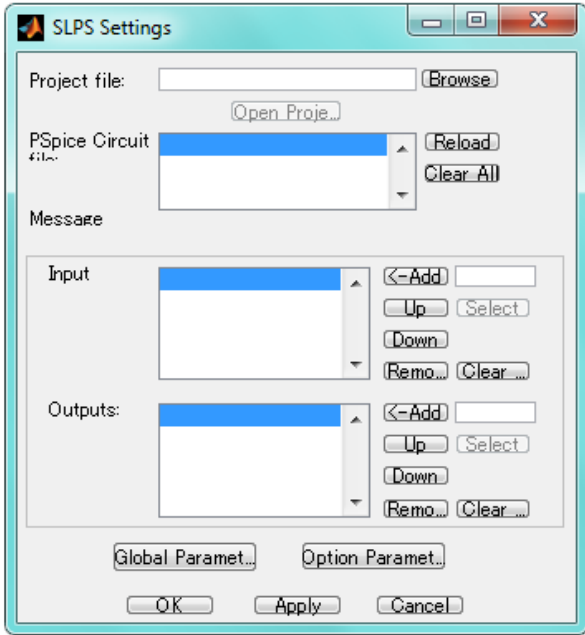 SLPS Settings
Project file:
Browse
Open Proje...
PSpice Circuit
file:
Reload
Clear All
Message
Input
<-Add
Up
Select
Down
Remo...
Clear ...
Outputs:
<-Add
Up
Select
Down
Remo...
Clear ...
Global Paramet...
Option Paramet...
OK
Apply
Cancel